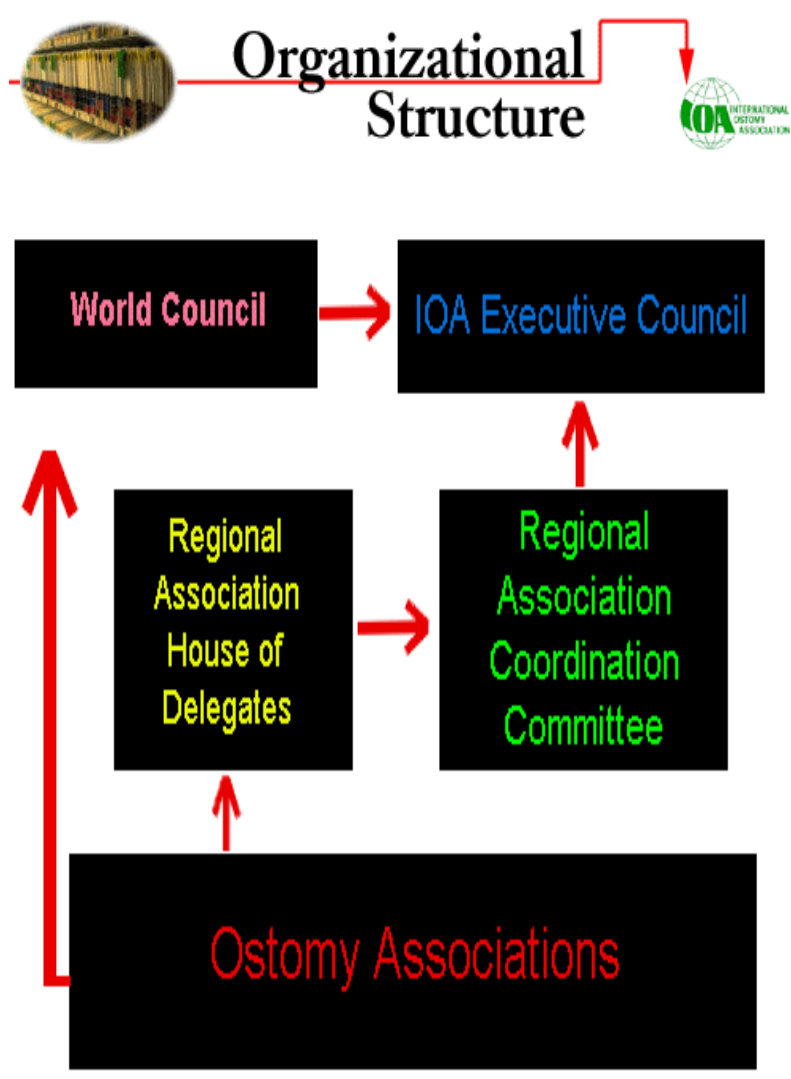 Organizational
Structure
IOA
INTERNATIONAL
OSTOMY
ASSOCIATION
World Council
IOA Executive Council
Regional
Association
House of
Delegates
Regional
Association
Coordination
Committee
Ostomy Associations